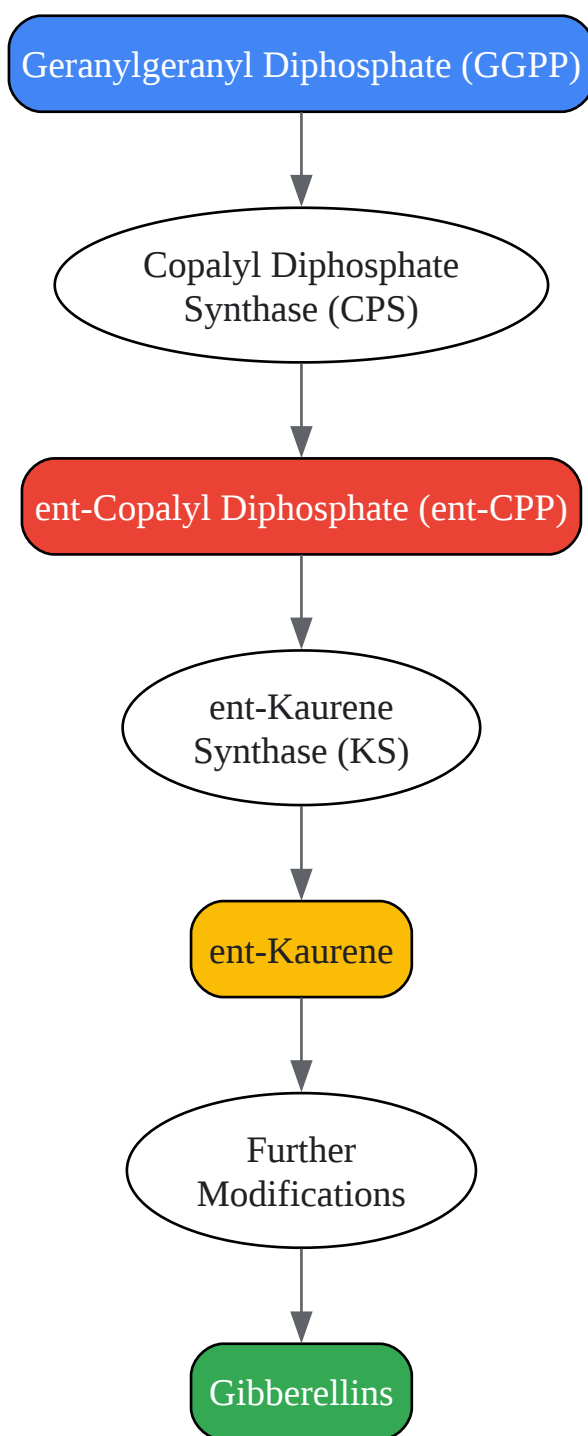 Geranylgeranyl Diphosphate (GGPP)
Copalyl Diphosphate
Synthase (CPS)
ent-Copalyl Diphosphate (ent-CPP)
ent-Kaurene
Synthase (KS)
ent-Kaurene
Further
Modifications
Gibberellins